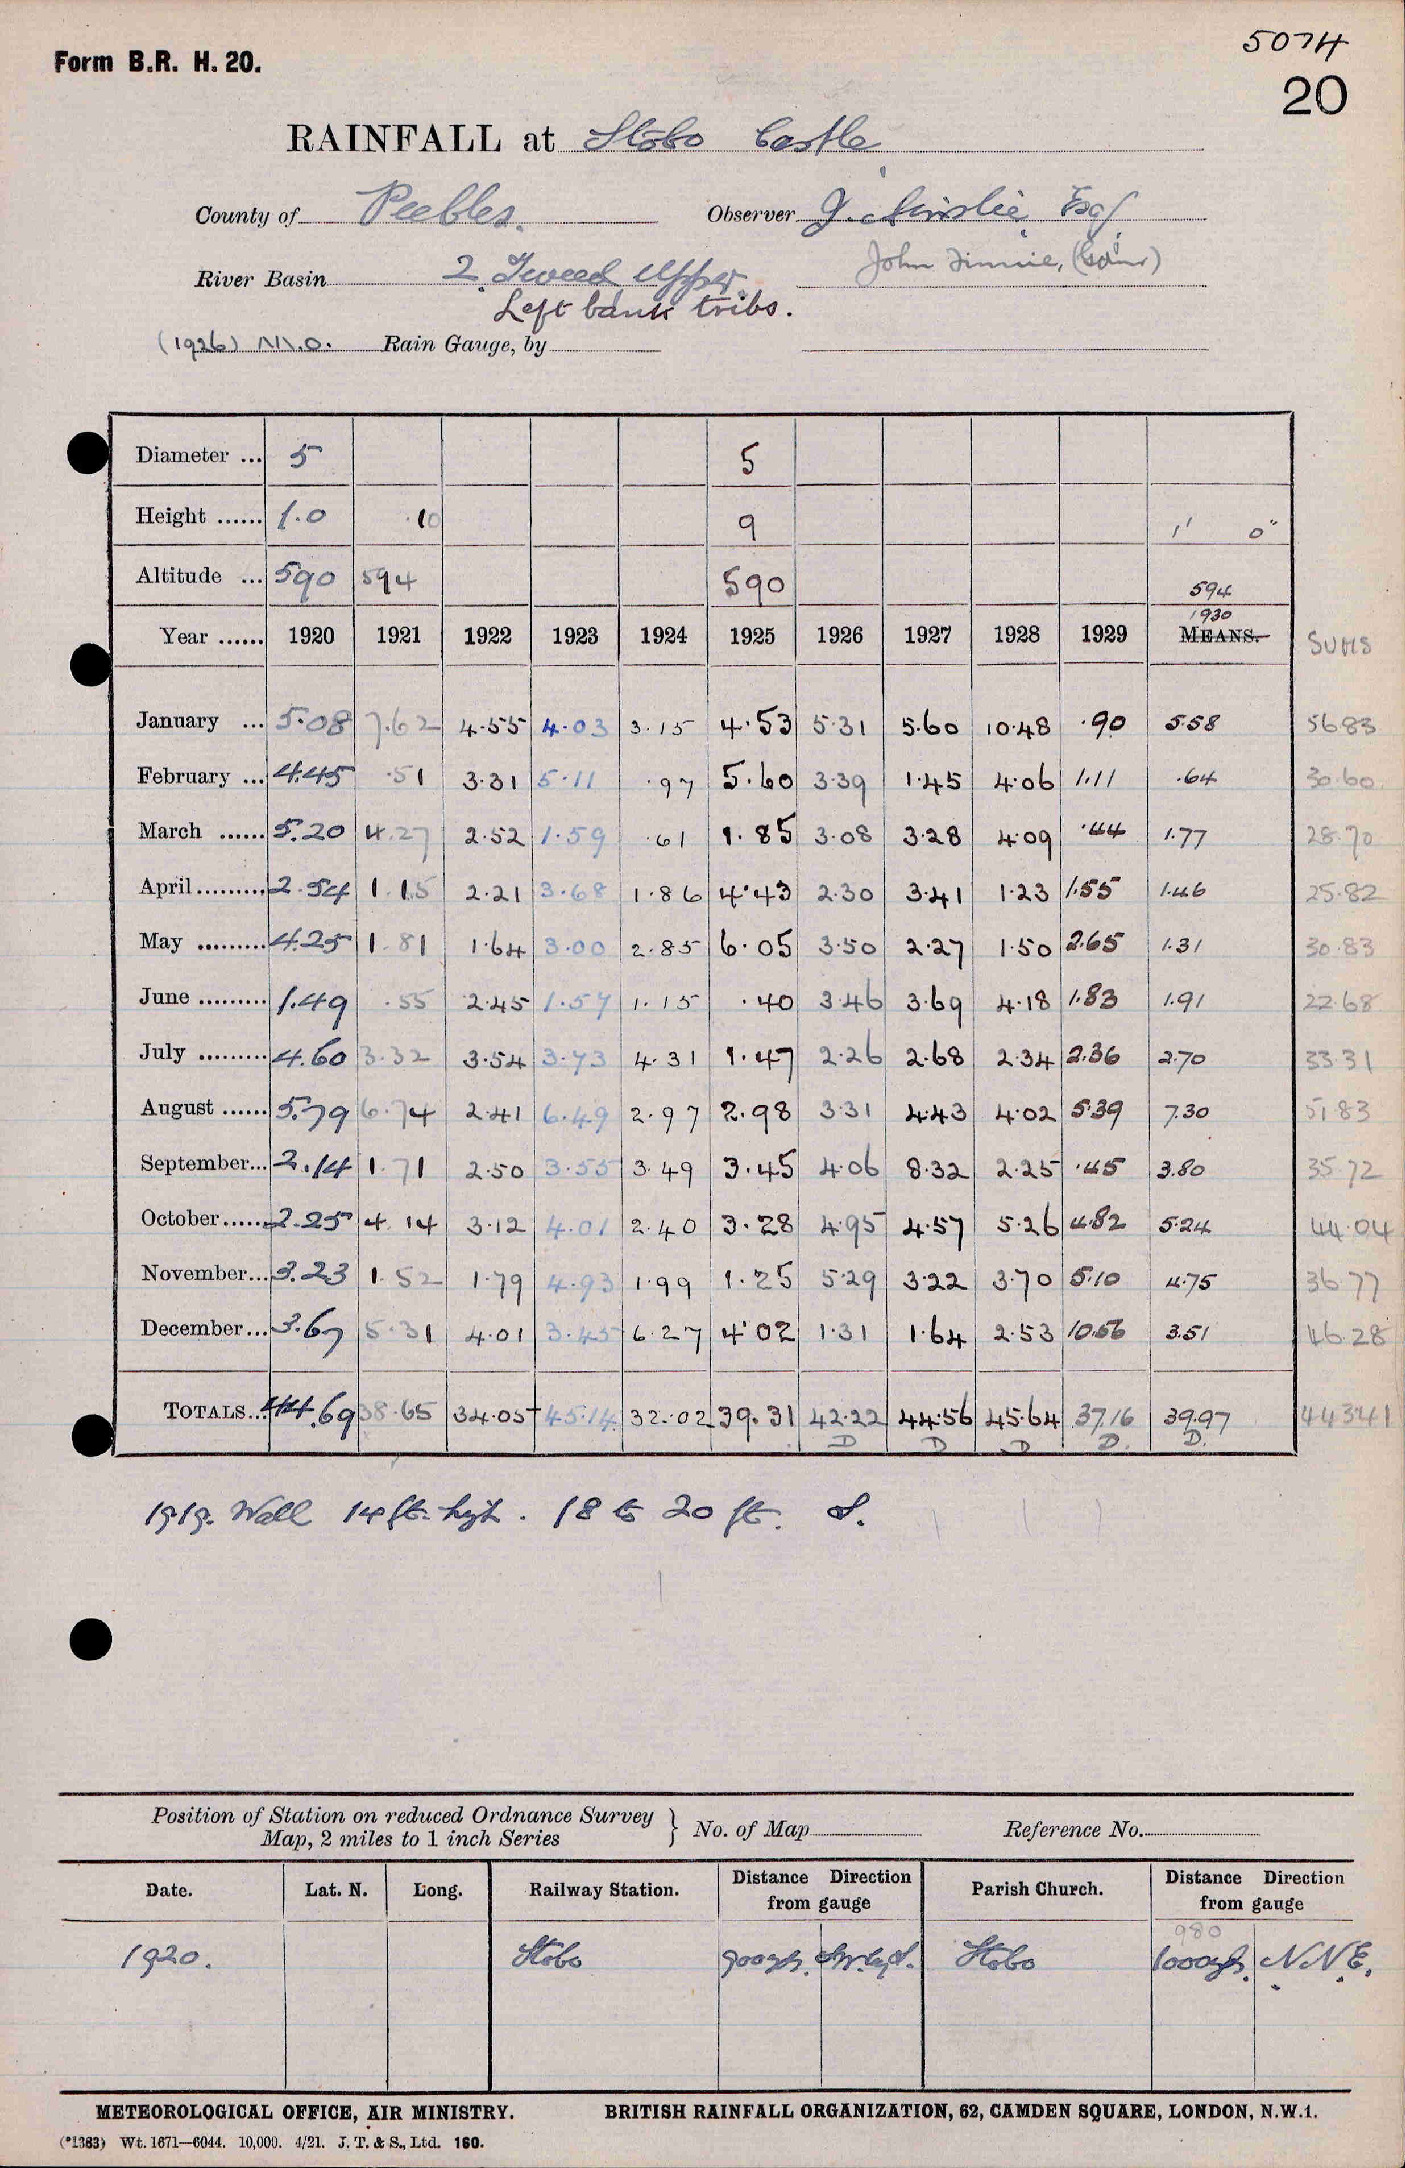 5074
Form B.R. H. 20.
20
RAINFALL at Stobo Castle
County of Peebles. Observer J. Ainslie Esq.
River Basin 2. Tweed Upper John Finnie,
Left bank tribs.
(1926) M.O. Rain Gauge, by
Diameter ... 5 5
Height ...... 1.0 .10 9 1' 0"
Altitude ... 590 594 590 594
1930
Year ...... 1920 1921 1922 1923 1924 1925 1926 1927 1928 1929 MEANS. SUMS
January ... 5.08 7.62 4.55 4.03 3.15 4.53 5.31 5.60 10.48 .90 5.58 56.83
February ... 4.45 .51 3.31 5.11 .97 5.60 3.39 1.45 4.06 1.11 .64 30.60
March ...... 5.20 4.27 2.52 1.59 .61 1.85 3.08 3.28 4.09 .44 1.77 28.70
April......... 2.54 1.15 2.21 3.68 1.86 4.43 2.30 3.41 1.23 1.55 1.46 25.82
May ......... 4.25 1.81 1.64 3.00 2.85 6.05 3.50 2.27 1.50 2.65 1.31 30.83
June ......... 1.49 .55 2.45 1.57 1.15 .40 3.46 3.69 4.18 1.83 1.91 22.68
July ......... 4.60 3.32 3.54 3.73 4.31 1.47 2.26 2.68 2.34 2.36 2.70 33.31
August ...... 5.79 6.74 2.41 6.49 2.97 2.98 3.31 4.43 4.02 5.39 7.30 51.83
September... 2.14 1.71 2.50 3.55 3.49 3.45 4.06 8.32 2.25 .45 3.80 35.72
October...... 2.25 4.14 3.12 4.01 2.40 3.28 4.95 4.57 5.26 4.82 5.24 44.04
November... 3.23 1.52 1.79 4.93 1.99 1.25 5.29 3.22 3.70 5.10 4.75 36.77
December... 3.67 5.31 4.01 3.45 6.27 4.02 1.31 1.64 2.53 10.56 3.51 46.28
TOTALS... 44.69 38.65 34.05 45.14 32.02 39.31 42.22 44.56 45.64 37.16 39.97 443.41
D D D D. D.
1919. Wall 14 ft. high. 18 to 20 ft. S.
Position of Station on reduced Ordnance Survey
Map, 2 miles to 1 inch Series } No. of Map Reference No.
Date. Lat. N. Long. Railway Station. Distance Direction from gauge Parish Church. Distance Direction from gauge
980
1920. Stobo 900yds. SW.byS. Stobo 1000yds. N.N.E.
METEOROLOGICAL OFFICE, AIR MINISTRY. BRITISH RAINFALL ORGANIZATION, 62, CAMDEN SQUARE, LONDON, N.W.1.
(*1363) Wt. 1671—6044. 10,000. 4/21. J. T. & S., Ltd. 160.